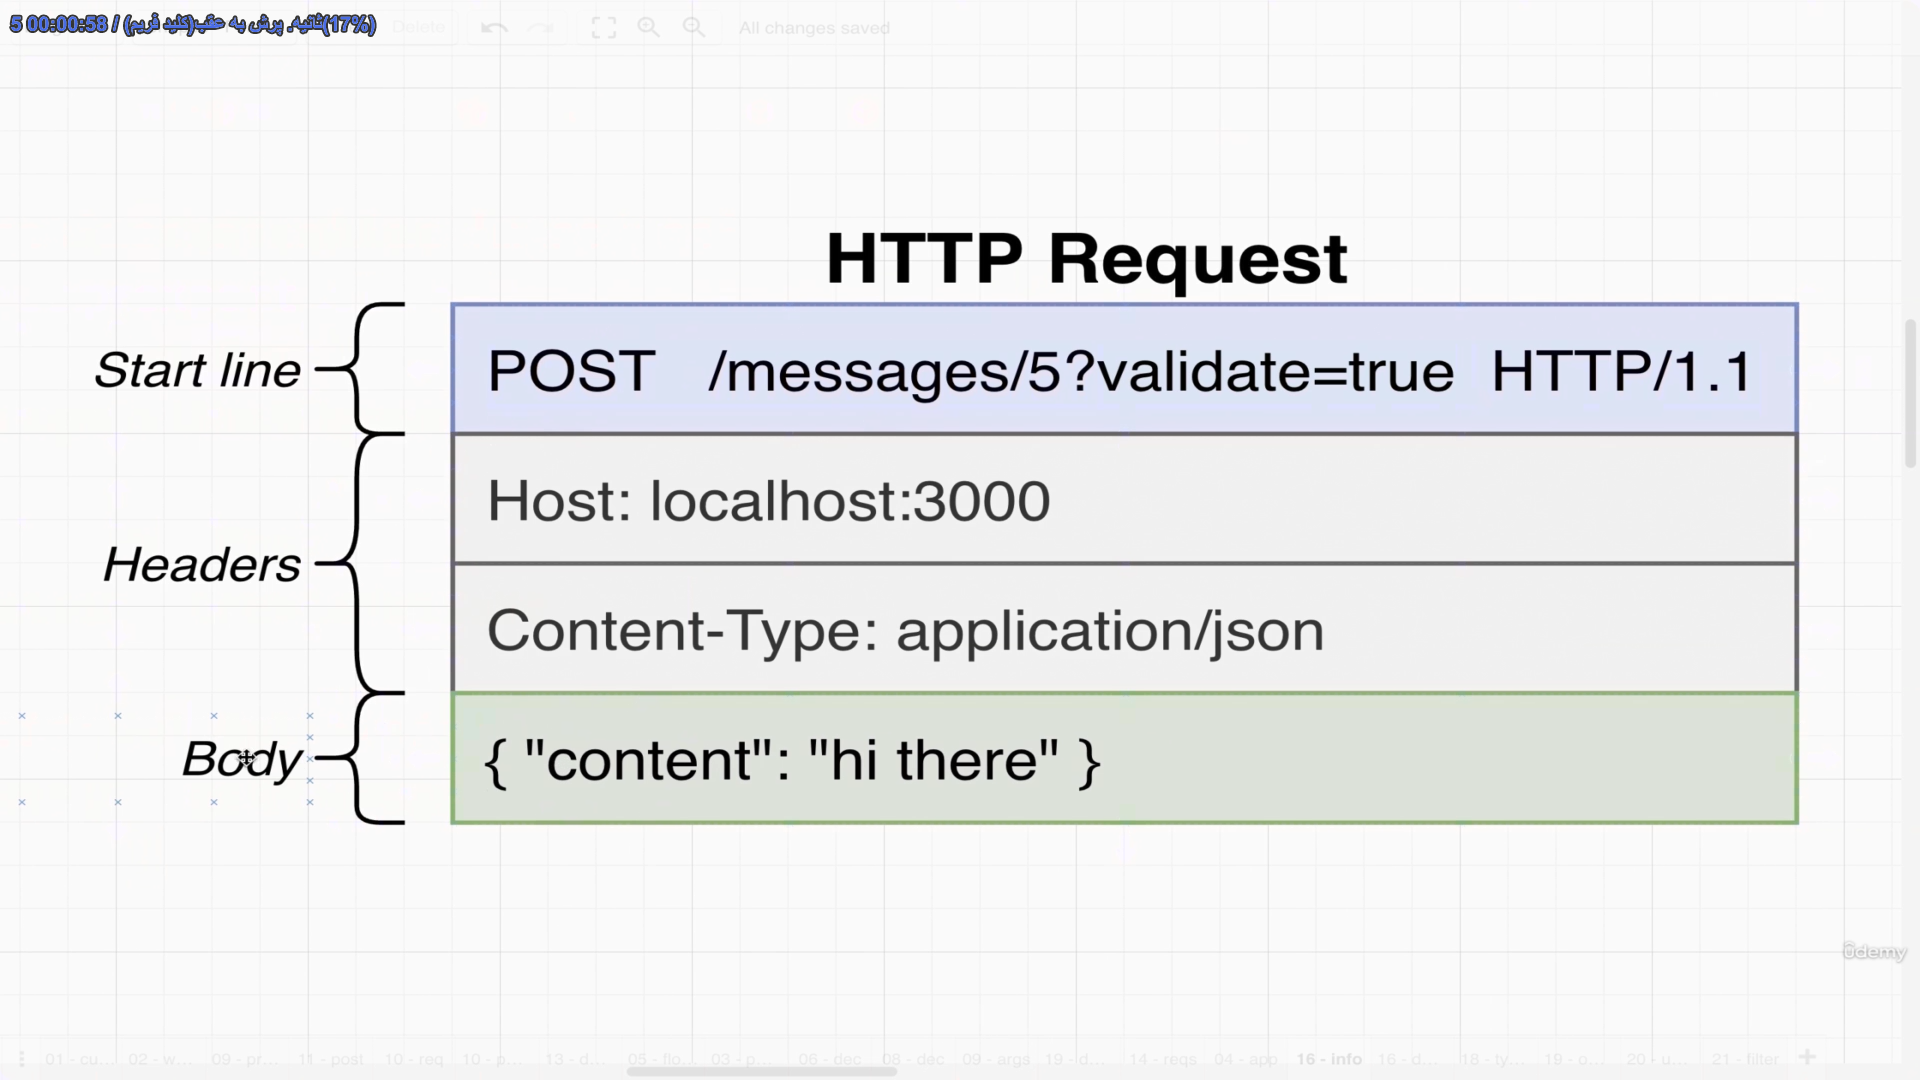 5 00:00:58 / (17%)ثانیه. پرش به عقب(کلید فریم)
Delete
All changes saved
HTTP Request
Start line
POST /messages/5?validate=true HTTP/1.1
Headers
Host: localhost:3000
Content-Type: application/json
Body
{ "content": "hi there" }
ûdemy
01 - cu... 02 - w... 09 - pr... 11 - post 10 - req 10 - p... 13 - d... 05 - flo... 03 - p... 06 - dec 08 - dec 09 - args 19 - d... 14 - reqs 04 - app 16 - info 16 - d... 18 - ty... 19 - o... 20 - u... 21 - filter